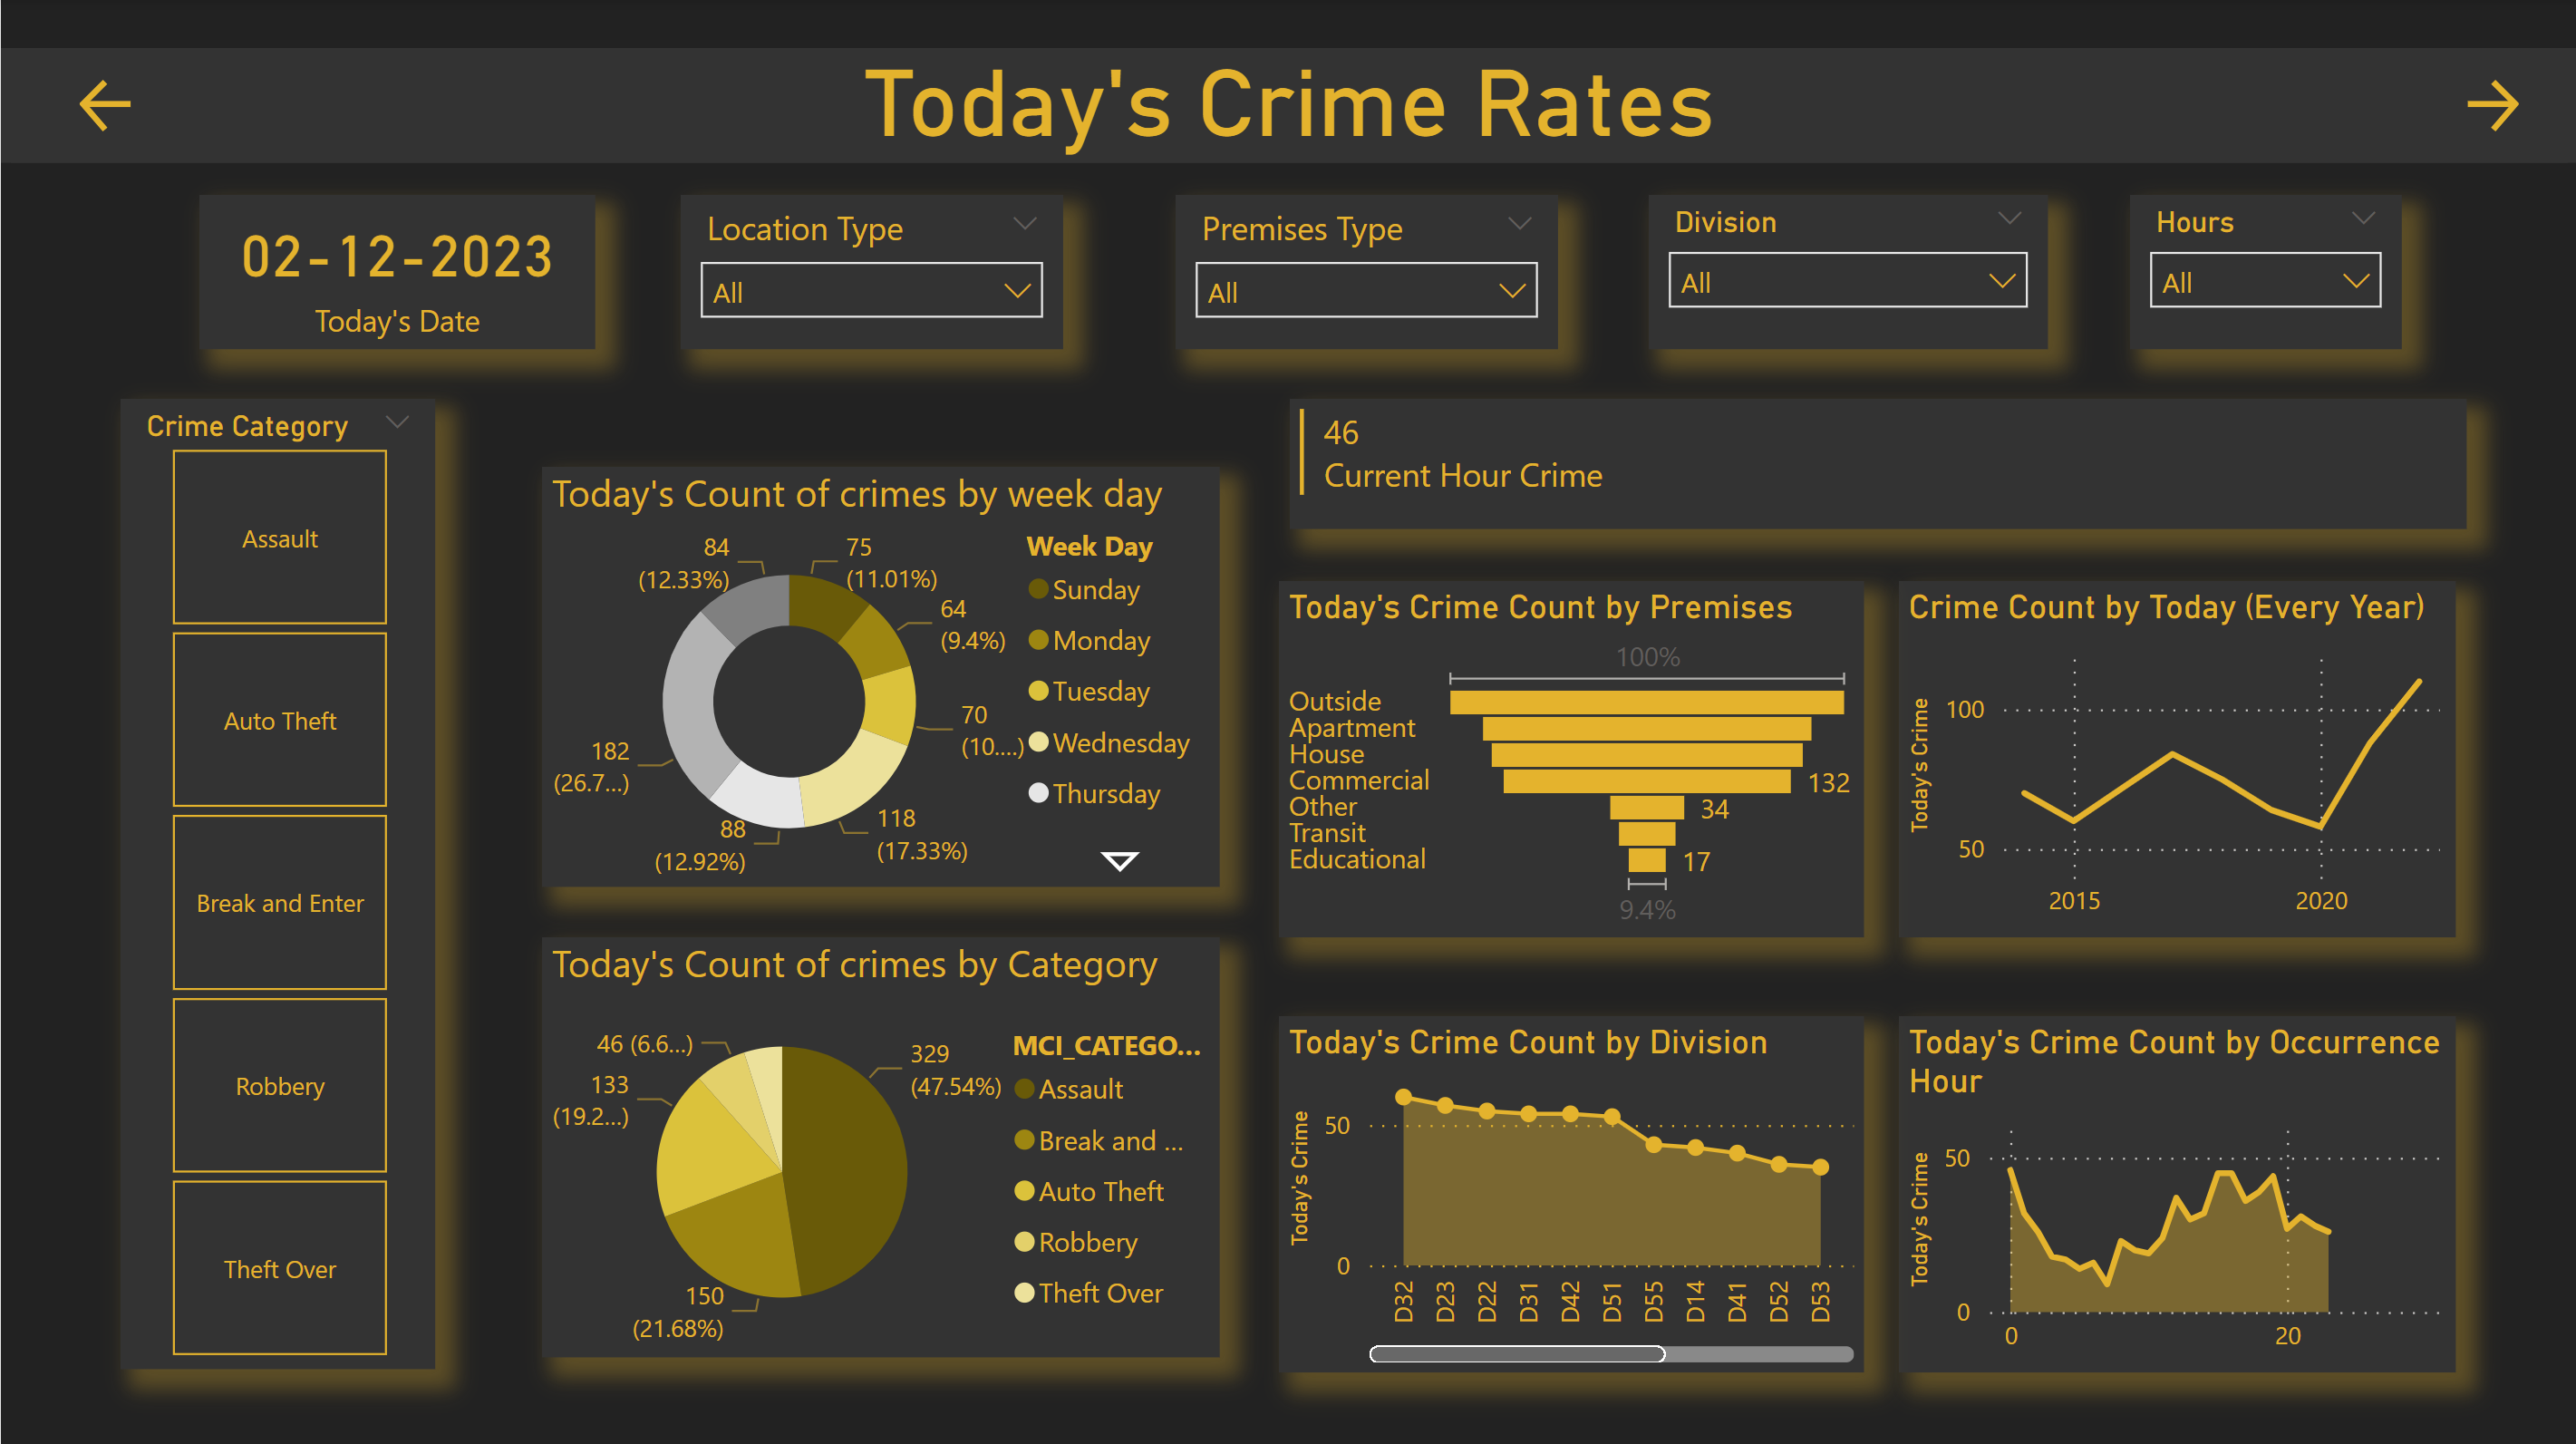 Today's Crime Rates
02-12-2023
Today's Date
Location Type
All
Premises Type
All
Division
All
Hours
All
Crime Category
Assault
Auto Theft
Break and Enter
Robbery
Theft Over
Today's Count of crimes by week day
84
(12.33%)
75
(11.01%)
64
(9.4%)
70
(10....)
118
(17.33%)
88
(12.92%)
182
(26.7...)
Week Day
Sunday
Monday
Tuesday
Wednesday
Thursday
Today's Count of crimes by Category
46 (6.6...)
133
(19.2...)
150
(21.68%)
329
(47.54%)
MCI_CATEGO...
Assault
Break and ...
Auto Theft
Robbery
Theft Over
46
Current Hour Crime
Today's Crime Count by Premises
100%
Outside
Apartment
House
Commercial
132
Other
34
Transit
Educational
17
9.4%
Crime Count by Today (Every Year)
Today's Crime
100
50
2015
2020
Today's Crime Count by Division
Today's Crime
50
0
D32
D23
D22
D31
D42
D51
D55
D14
D41
D52
D53
Today's Crime Count by Occurrence
Hour
Today's Crime
50
0
0
20